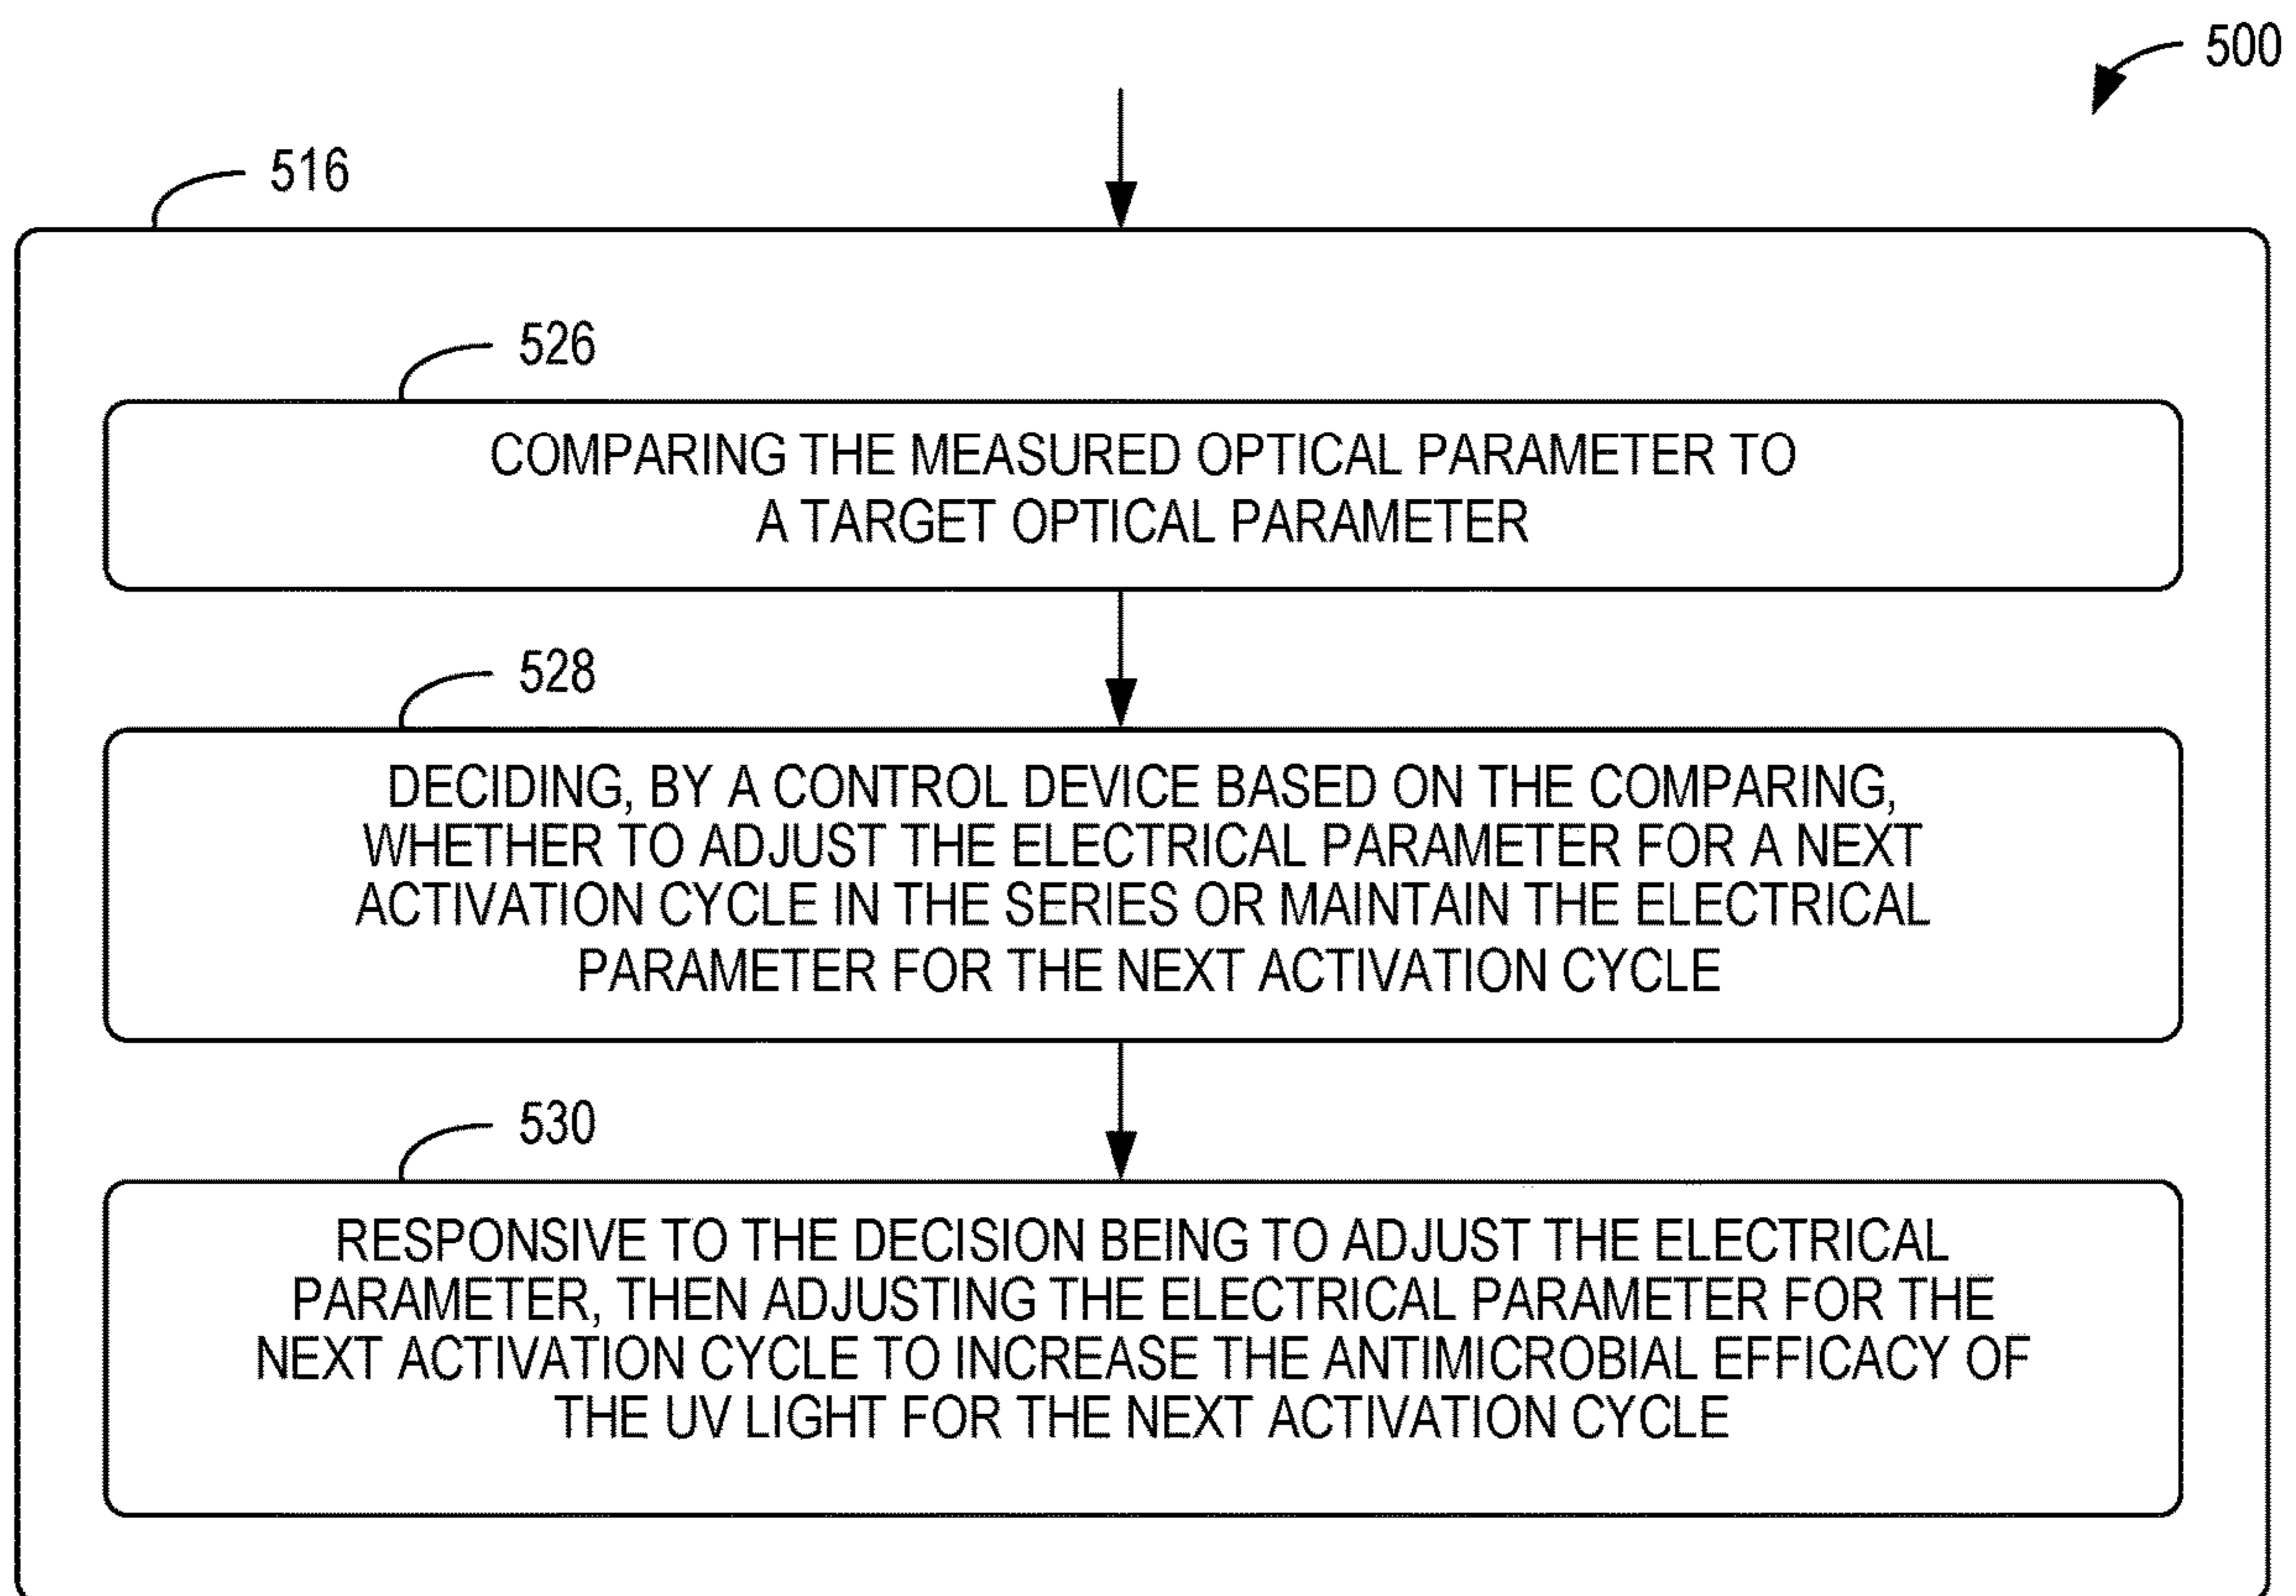 500
516
526
COMPARING THE MEASURED OPTICAL PARAMETER TO
A TARGET OPTICAL PARAMETER
528
DECIDING, BY A CONTROL DEVICE BASED ON THE COMPARING,
WHETHER TO ADJUST THE ELECTRICAL PARAMETER FOR A NEXT
ACTIVATION CYCLE IN THE SERIES OR MAINTAIN THE ELECTRICAL
PARAMETER FOR THE NEXT ACTIVATION CYCLE
530
RESPONSIVE TO THE DECISION BEING TO ADJUST THE ELECTRICAL
PARAMETER, THEN ADJUSTING THE ELECTRICAL PARAMETER FOR THE
NEXT ACTIVATION CYCLE TO INCREASE THE ANTIMICROBIAL EFFICACY OF
THE UV LIGHT FOR THE NEXT ACTIVATION CYCLE